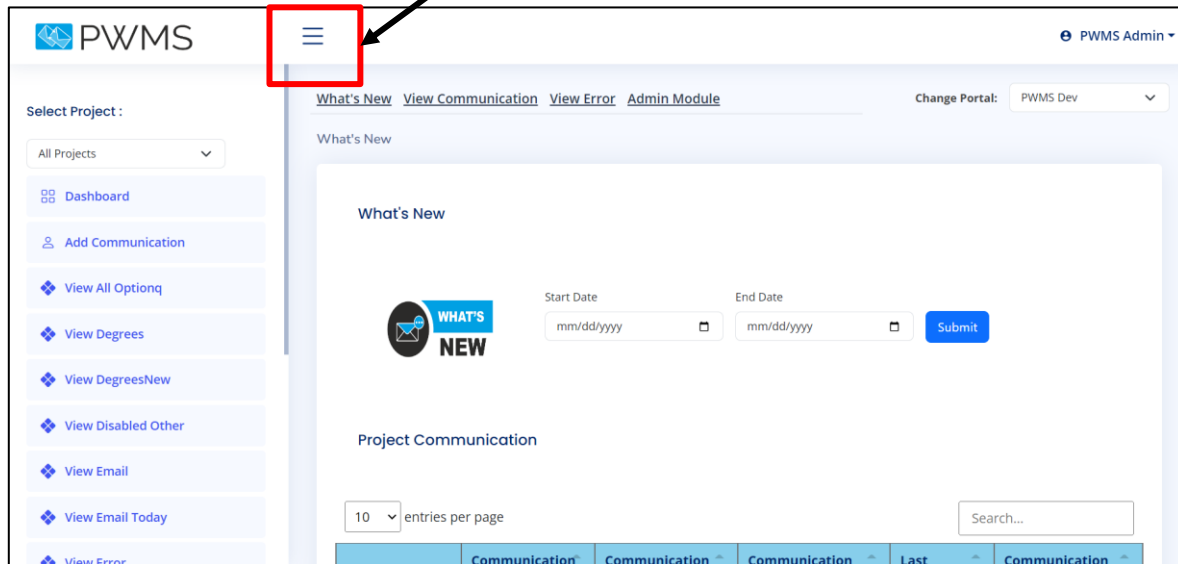 PWMS
PWMS Admin
Select Project :
All Projects
Dashboard
Add Communication
View All Optionq
View Degrees
View DegreesNew
View Disabled Other
View Email
View Email Today
View Error
What's New View Communication View Error Admin Module
Change Portal: PWMS Dev
What's New
What's New
WHAT'S
NEW
Start Date End Date
mm/dd/yyyy mm/dd/yyyy Submit
Project Communication
10 entries per page Search...
Communication Communication Communication Last Communication